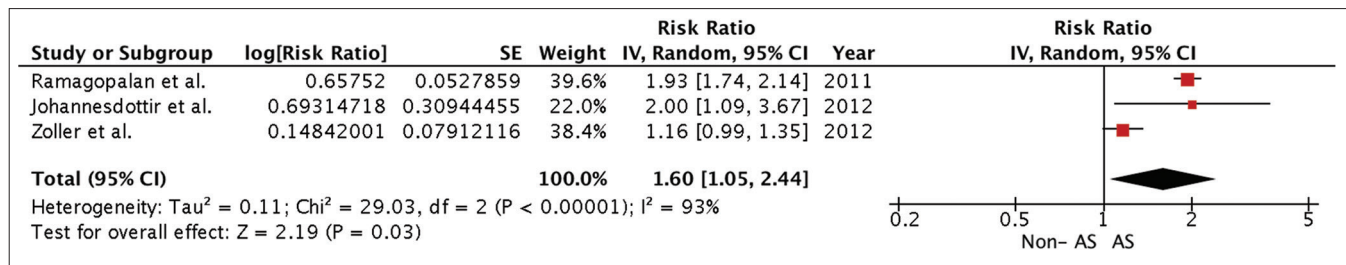 Risk Ratio Risk Ratio
Study or Subgroup log[Risk Ratio] SE Weight IV, Random, 95% CI Year IV, Random, 95% CI
Ramagopalan et al. 0.65752 0.0527859 39.6% 1.93 [1.74, 2.14] 2011
Johannesdottir et al. 0.69314718 0.30944455 22.0% 2.00 [1.09, 3.67] 2012
Zoller et al. 0.14842001 0.07912116 38.4% 1.16 [0.99, 1.35] 2012
Total (95% CI) 100.0% 1.60 [1.05, 2.44]
Heterogeneity: Tau² = 0.11; Chi² = 29.03, df = 2 (P < 0.00001); I² = 93%
Test for overall effect: Z = 2.19 (P = 0.03)
0.2 0.5 1 2 5
Non- AS AS